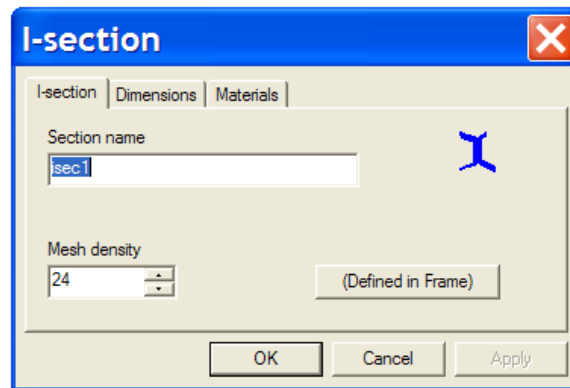 I-section
I-section Dimensions Materials
Section name
isec1
Mesh density
24
(Defined in Frame)
OK Cancel Apply